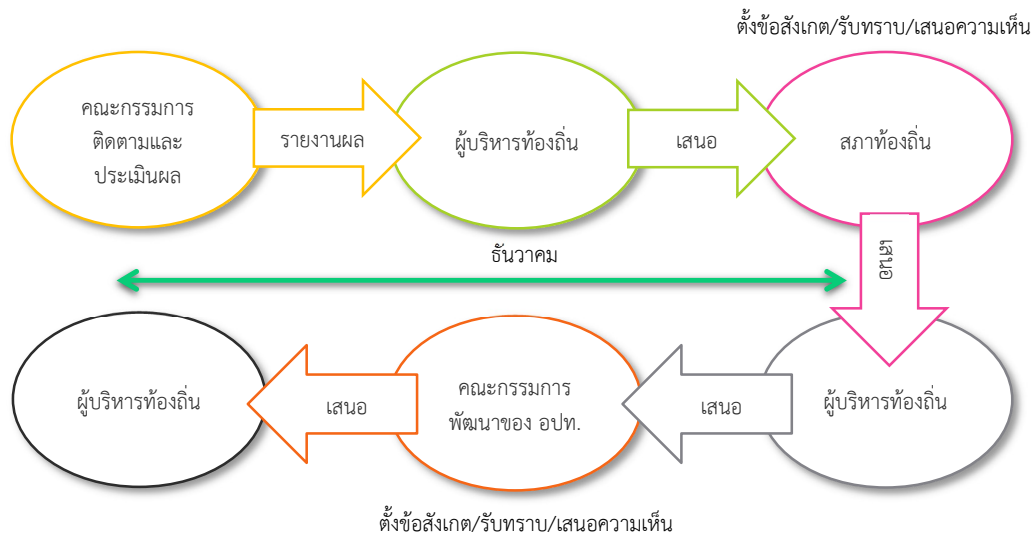 ตั้งข้อสังเกต/รับทราบ/เสนอความเห็น
คณะกรรมการ
ติดตามและ
ประเมินผล
รายงานผล
ผู้บริหารท้องถิ่น
เสนอ
สภาท้องถิ่น
เสนอ
ธันวาคม
ผู้บริหารท้องถิ่น
เสนอ
คณะกรรมการ
พัฒนาของ อปท.
เสนอ
ผู้บริหารท้องถิ่น
ตั้งข้อสังเกต/รับทราบ/เสนอความเห็น